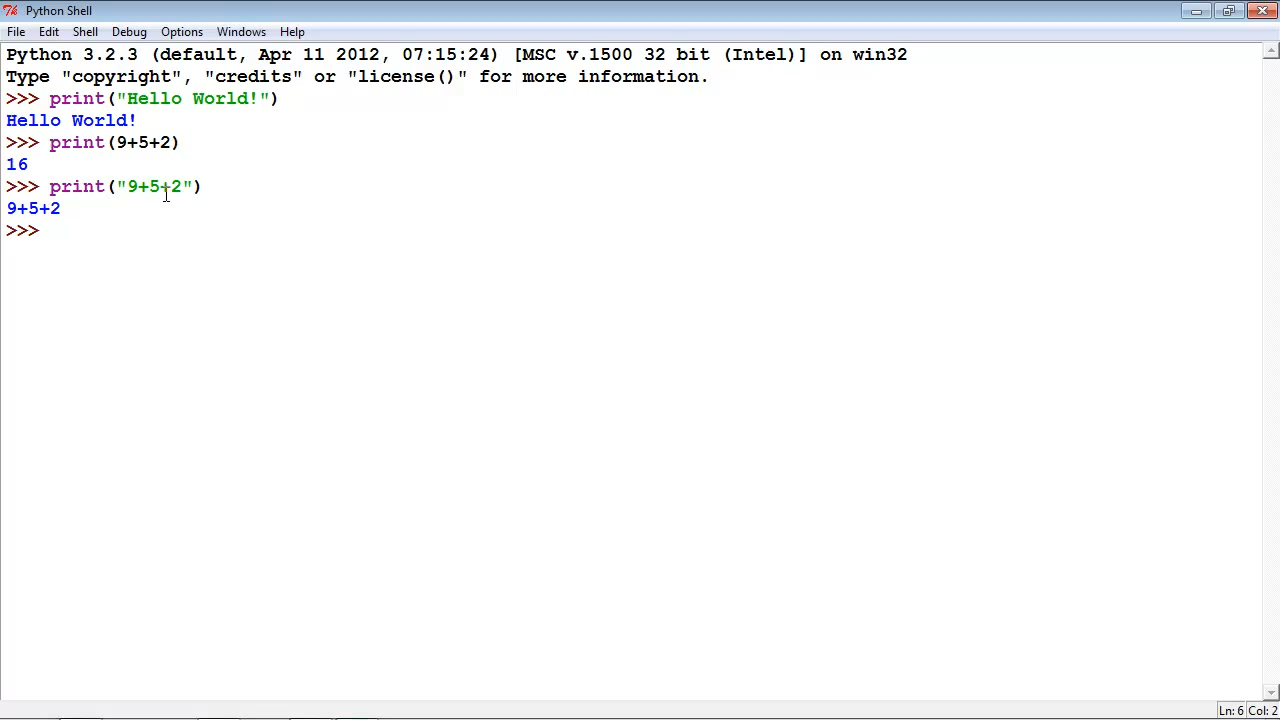 Python Shell
File Edit Shell Debug Options Windows Help
Python 3.2.3 (default, Apr 11 2012, 07:15:24) [MSC v.1500 32 bit (Intel)] on win32
Type "copyright", "credits" or "license()" for more information.
>>> print("Hello World!")
Hello World!
>>> print(9+5+2)
16
>>> print("9+5+2")
9+5+2
>>>
Ln: 6 Col: 2